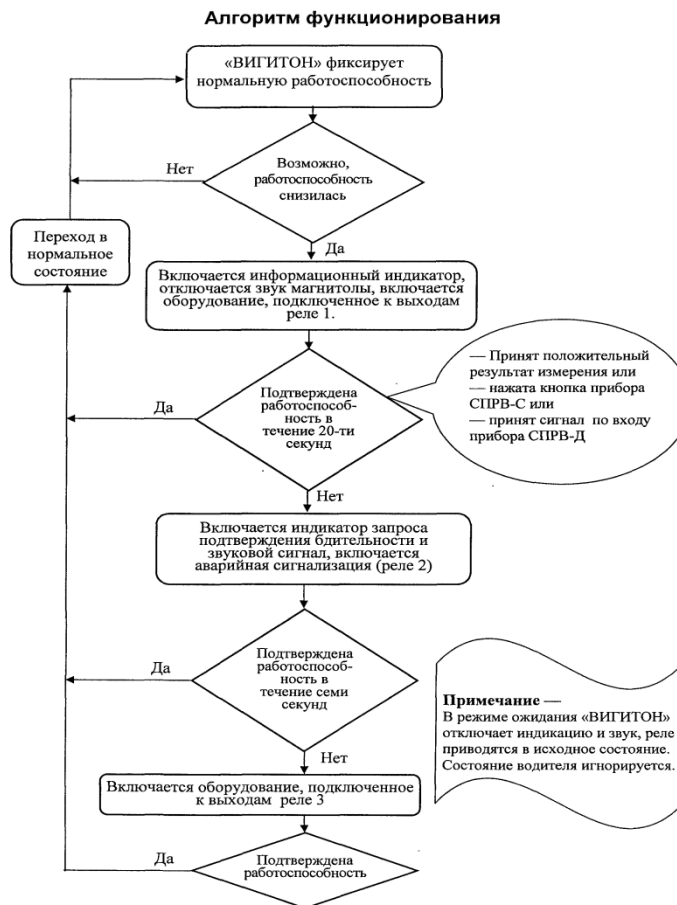 Алгоритм функционирования
«ВИГИТОН» фиксирует
нормальную работоспособность
Нет
Возможно,
работоспособность
снизилась
Переход в
нормальное
состояние
Да
Включается информационный индикатор,
отключается звук магнитолы, включается
оборудование, подключенное к выходам
реле 1.
— Принят положительный
результат измерения или
— нажата кнопка прибора
СПРВ-С или
— принят сигнал по входу
прибора СПРВ-Д
Да
Подтверждена
работоспособ-
ность в
течение 20-ти
секунд
Нет
Включается индикатор запроса
подтверждения бдительности и
звуковой сигнал, включается
аварийная сигнализация (реле 2)
Да
Подтверждена
работоспособ-
ность в
течение семи
секунд
Примечание —
В режиме ожидания «ВИГИТОН»
отключает индикацию и звук, реле
приводятся в исходное состояние.
Состояние водителя игнорируется.
Нет
Включается оборудование, подключенное
к выходам реле 3
Да
Подтверждена
работоспособность